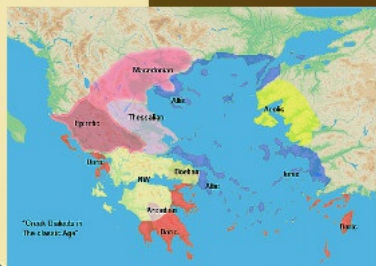 Macedonian
Attic
Aeolic
Epirotic
Thessalian
Doric
Boeotian
NW
Attic
Ionic
Arcadian
Doric
Doric
"Greek Dialects in
The classic Age"